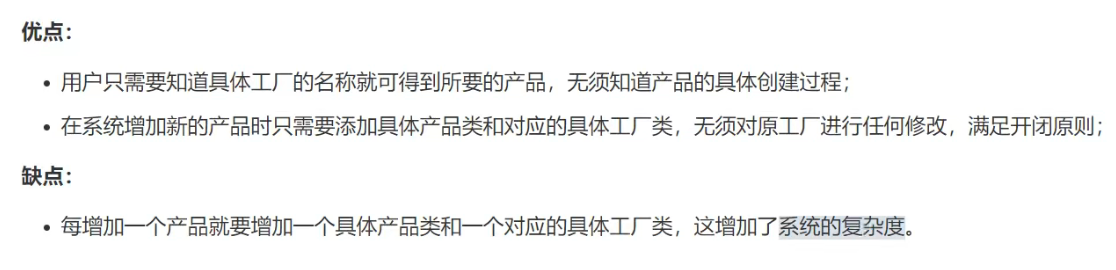 优点：
• 用户只需要知道具体工厂的名称就可得到所要的产品，无须知道产品的具体创建过程；
• 在系统增加新的产品时只需要添加具体产品类和对应的具体工厂类，无须对原工厂进行任何修改，满足开闭原则；
缺点：
• 每增加一个产品就要增加一个具体产品类和一个对应的具体工厂类，这增加了系统的复杂度。